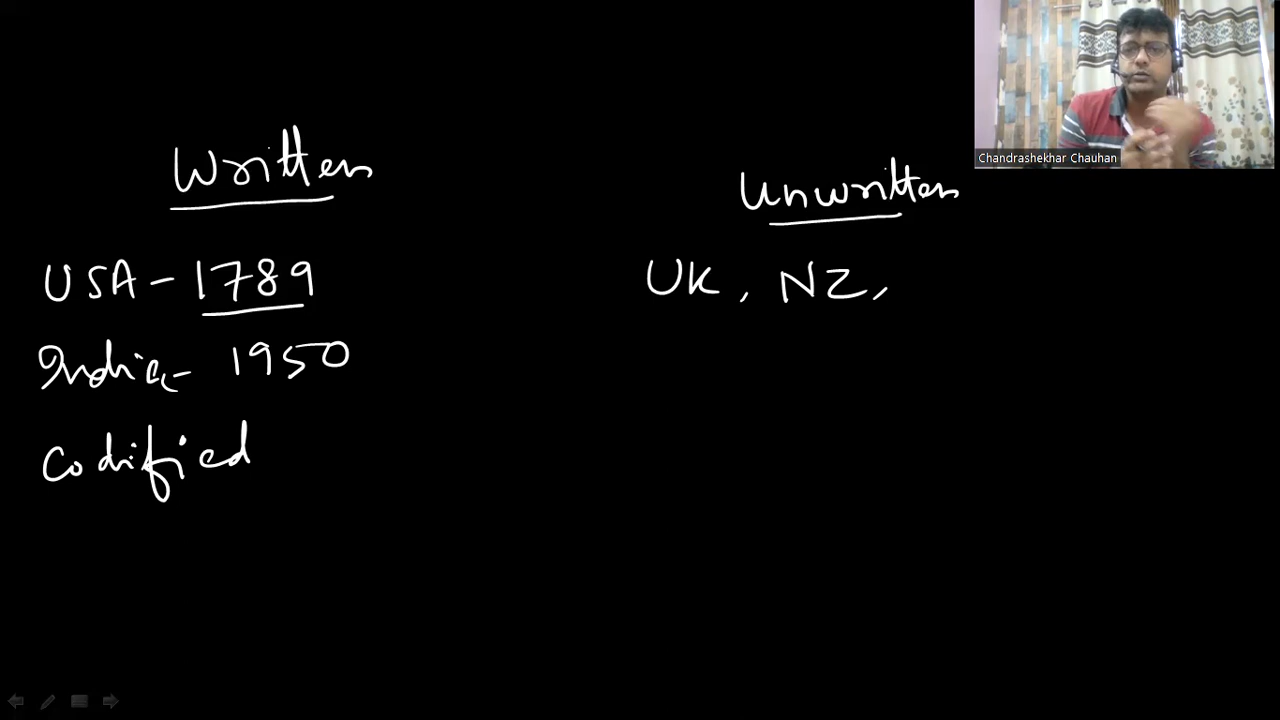 Chandrashekhar Chauhan
Written
Unwritten
USA - 1789
UK, NZ,
India - 1950
Codified